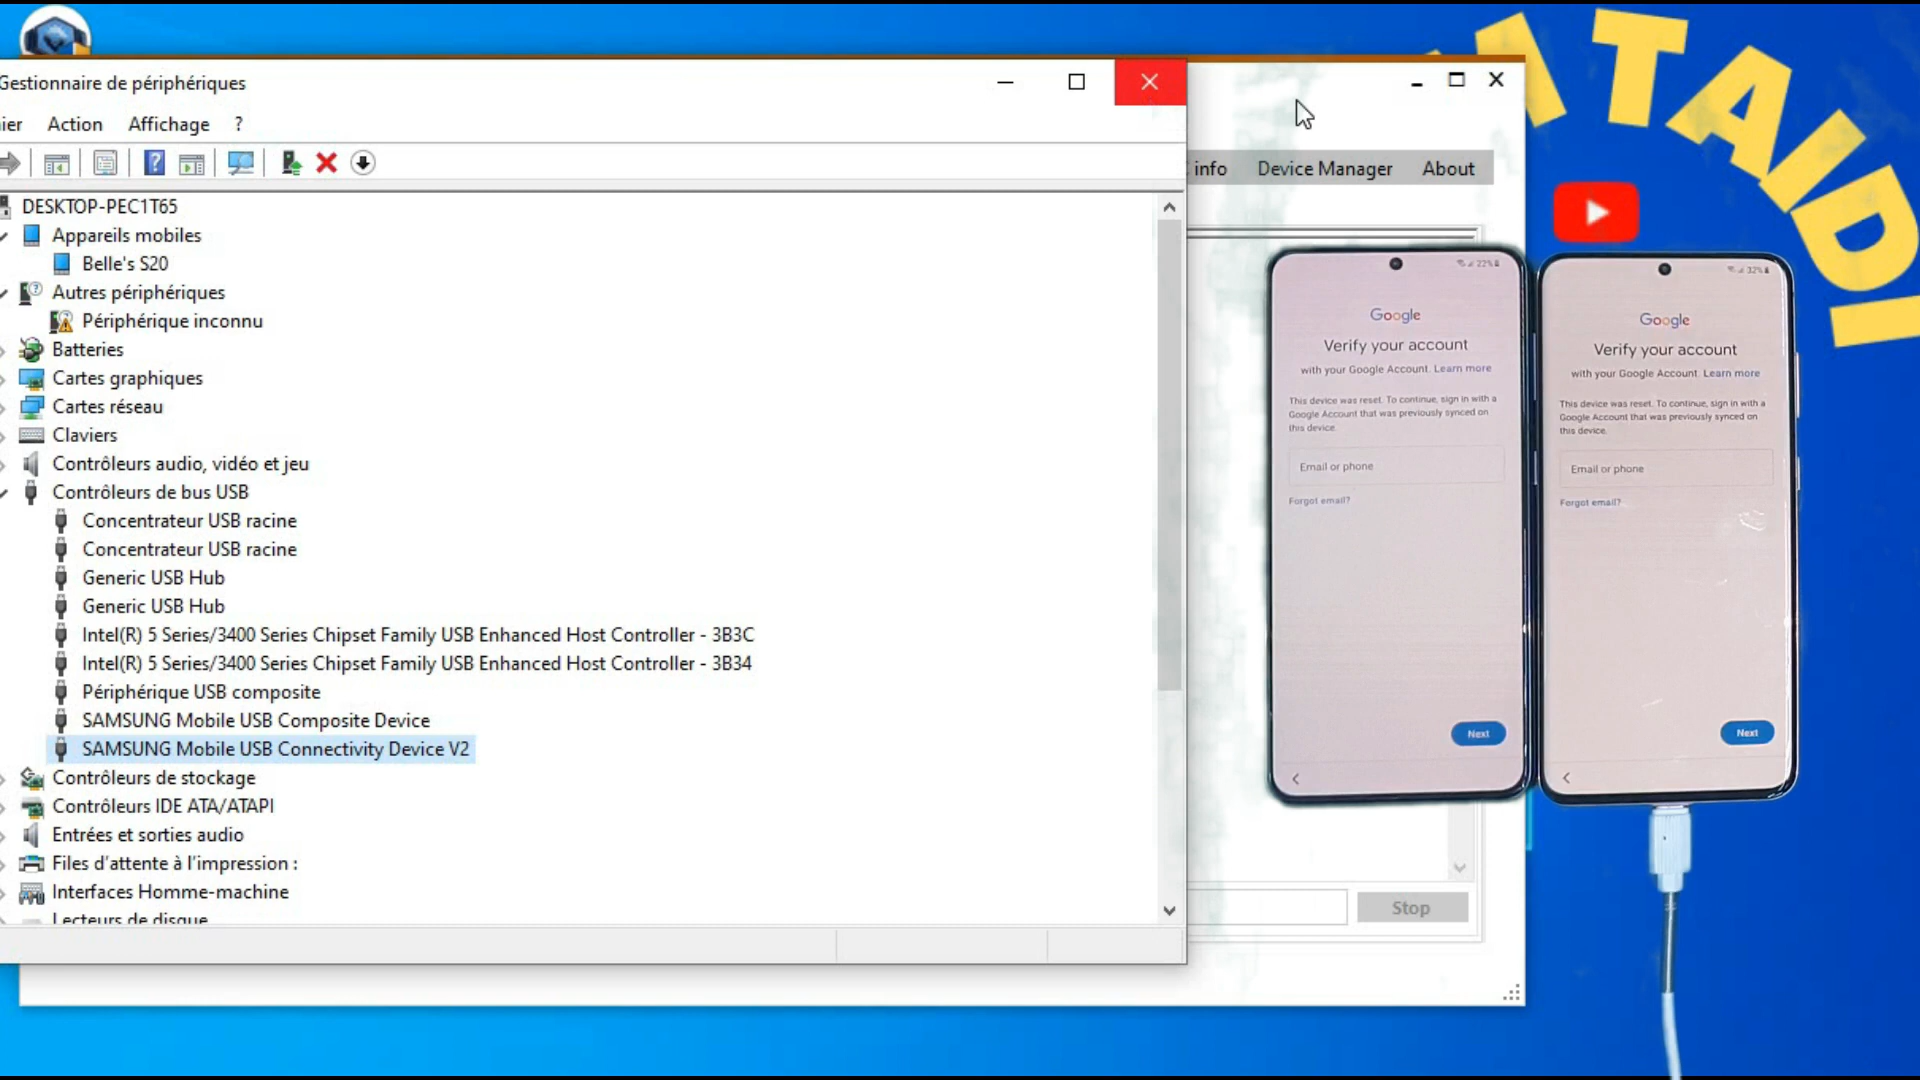 ATAIDI
Gestionnaire de périphériques
ier Action Affichage ?
info Device Manager About
DESKTOP-PEC1T65
Appareils mobiles
Belle's S20
Autres périphériques
Périphérique inconnu
Batteries
Cartes graphiques
Cartes réseau
Claviers
Contrôleurs audio, vidéo et jeu
Contrôleurs de bus USB
Concentrateur USB racine
Concentrateur USB racine
Generic USB Hub
Generic USB Hub
Intel(R) 5 Series/3400 Series Chipset Family USB Enhanced Host Controller - 3B3C
Intel(R) 5 Series/3400 Series Chipset Family USB Enhanced Host Controller - 3B34
Périphérique USB composite
SAMSUNG Mobile USB Composite Device
SAMSUNG Mobile USB Connectivity Device V2
Contrôleurs de stockage
Contrôleurs IDE ATA/ATAPI
Entrées et sorties audio
Files d'attente à l'impression :
Interfaces Homme-machine
Lecteurs de disque
Stop
22%
Google
Verify your account
with your Google Account. Learn more
This device was reset. To continue, sign in with a
Google Account that was previously synced on
this device.
Email or phone
Forgot email?
Next
32%
Google
Verify your account
with your Google Account. Learn more
This device was reset. To continue, sign in with a
Google Account that was previously synced on
this device.
Email or phone
Forgot email?
Next